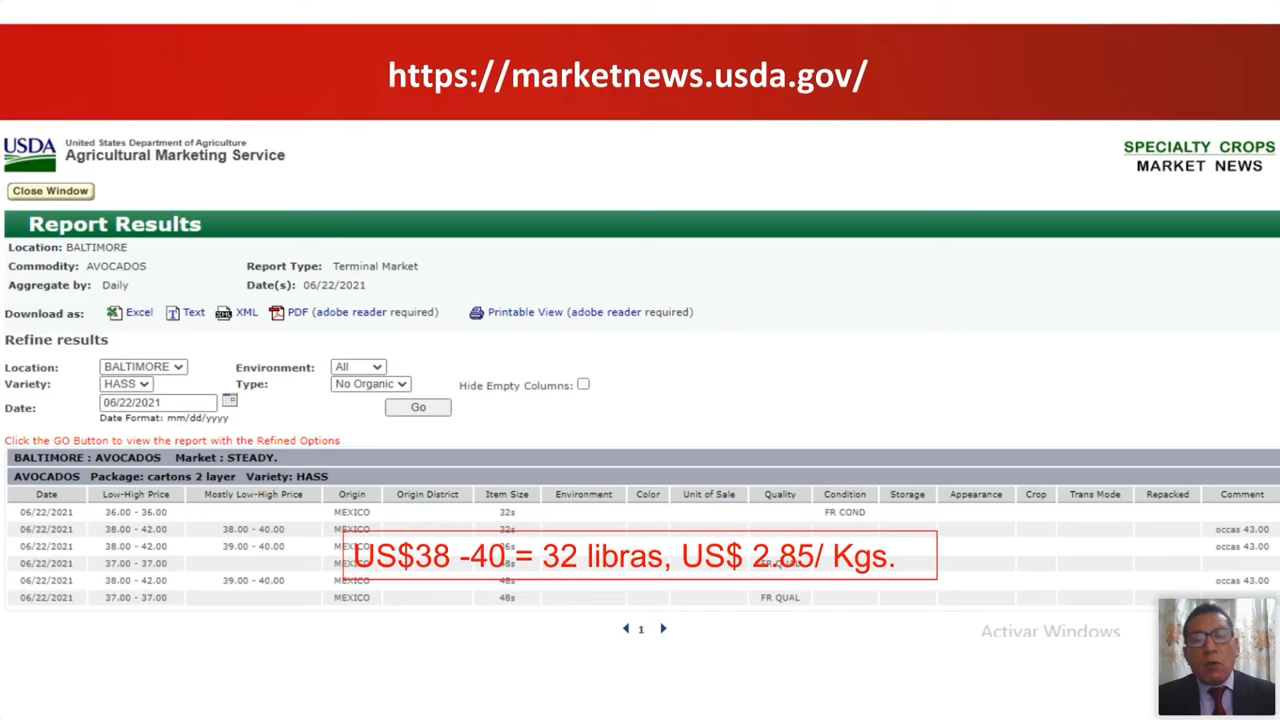 https://marketnews.usda.gov/
USDA United States Department of Agriculture
Agricultural Marketing Service
SPECIALTY CROPS
MARKET NEWS
Close Window
Report Results
Location: BALTIMORE
Commodity: AVOCADOS Report Type: Terminal Market
Aggregate by: Daily Date(s): 06/22/2021
Download as: Excel Text XML PDF (adobe reader required) Printable View (adobe reader required)
Refine results
Location: BALTIMORE Environment: All
Variety: HASS Type: No Organic Hide Empty Columns:
Date: 06/22/2021 Go
Date Format: mm/dd/yyyy
Click the GO Button to view the report with the Refined Options
BALTIMORE : AVOCADOS Market : STEADY.
AVOCADOS Package: cartons 2 layer Variety: HASS
Date Low-High Price Mostly Low-High Price Origin Origin District Item Size Environment Color Unit of Sale Quality Condition Storage Appearance Crop Trans Mode Repacked Comment
06/22/2021 36.00 - 36.00 MEXICO 32s FR COND
06/22/2021 38.00 - 42.00 38.00 - 40.00 MEXICO 32s occas 43.00
06/22/2021 38.00 - 42.00 39.00 - 40.00 MEXICO occas 43.00
US$38 -40 = 32 libras, US$ 2.85/ Kgs.
06/22/2021 37.00 - 37.00 MEXICO
06/22/2021 38.00 - 42.00 39.00 - 40.00 MEXICO 48s occas 43.00
06/22/2021 37.00 - 37.00 MEXICO 48s FR QUAL
1
Activar Windows